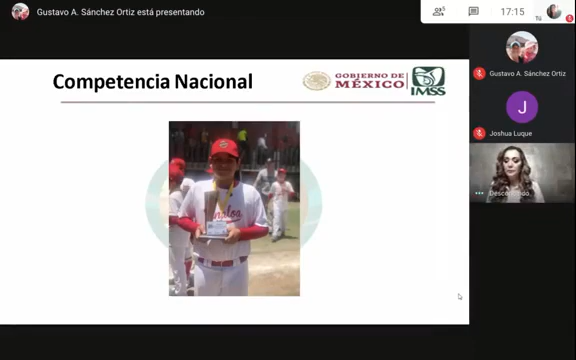 Gustavo A. Sánchez Ortiz está presentando
17:15
Tú
Competencia Nacional
GOBIERNO DE
MÉXICO
IMSS
Sinaloa
Gustavo A. Sánchez Ortiz
J
Joshua Luque